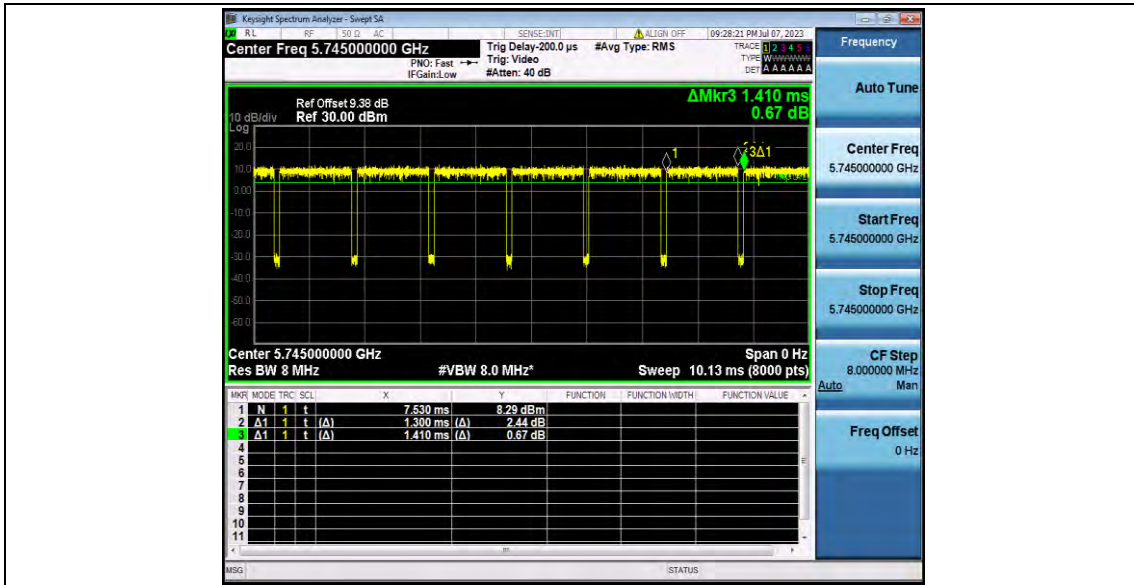 Keysight Spectrum Analyzer - Swept SA
RL RF 50 Ω AC SENSE:INT ALIGN OFF 09:28:21 PM Jul 07, 2023
Center Freq 5.745000000 GHz
PNO: Fast
IFGain:Low
Trig Delay-200.0 µs
Trig: Video
#Atten: 40 dB
#Avg Type: RMS
TRACE 1 2 3 4 5 6
TYPE
DET A A A A A A
ΔMkr3 1.410 ms
0.67 dB
Ref Offset 9.38 dB
10 dB/div Ref 30.00 dBm
Log
20.0
10.0
0.00
-10.0
-20.0
-30.0
-40.0
-50.0
-60.0
1
3Δ1
Center 5.745000000 GHz Span 0 Hz
Res BW 8 MHz #VBW 8.0 MHz* Sweep 10.13 ms (8000 pts)
MKR MODE TRC SCL X Y FUNCTION FUNCTION WIDTH FUNCTION VALUE
1 N 1 t 7.530 ms 8.29 dBm
2 Δ1 1 t (Δ) 1.300 ms (Δ) 2.44 dB
3 Δ1 1 t (Δ) 1.410 ms (Δ) 0.67 dB
4
5
6
7
8
9
10
11
MSG STATUS
Frequency
Auto Tune
Center Freq
5.745000000 GHz
Start Freq
5.745000000 GHz
Stop Freq
5.745000000 GHz
CF Step
8.000000 MHz
Auto Man
Freq Offset
0 Hz